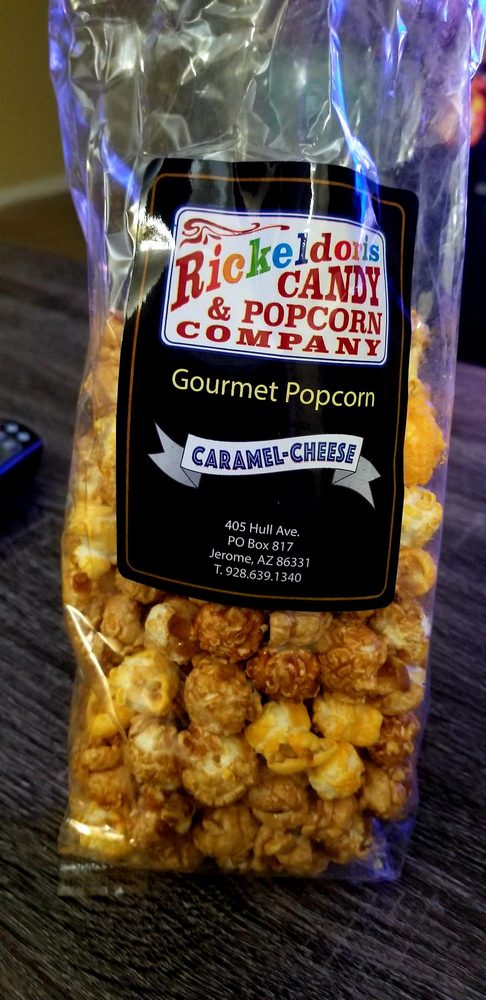 Rickeldoris
CANDY
& POPCORN
COMPANY
Gourmet Popcorn
CARAMEL-CHEESE
405 Hull Ave.
PO Box 817
Jerome, AZ 86331
T. 928.639.1340